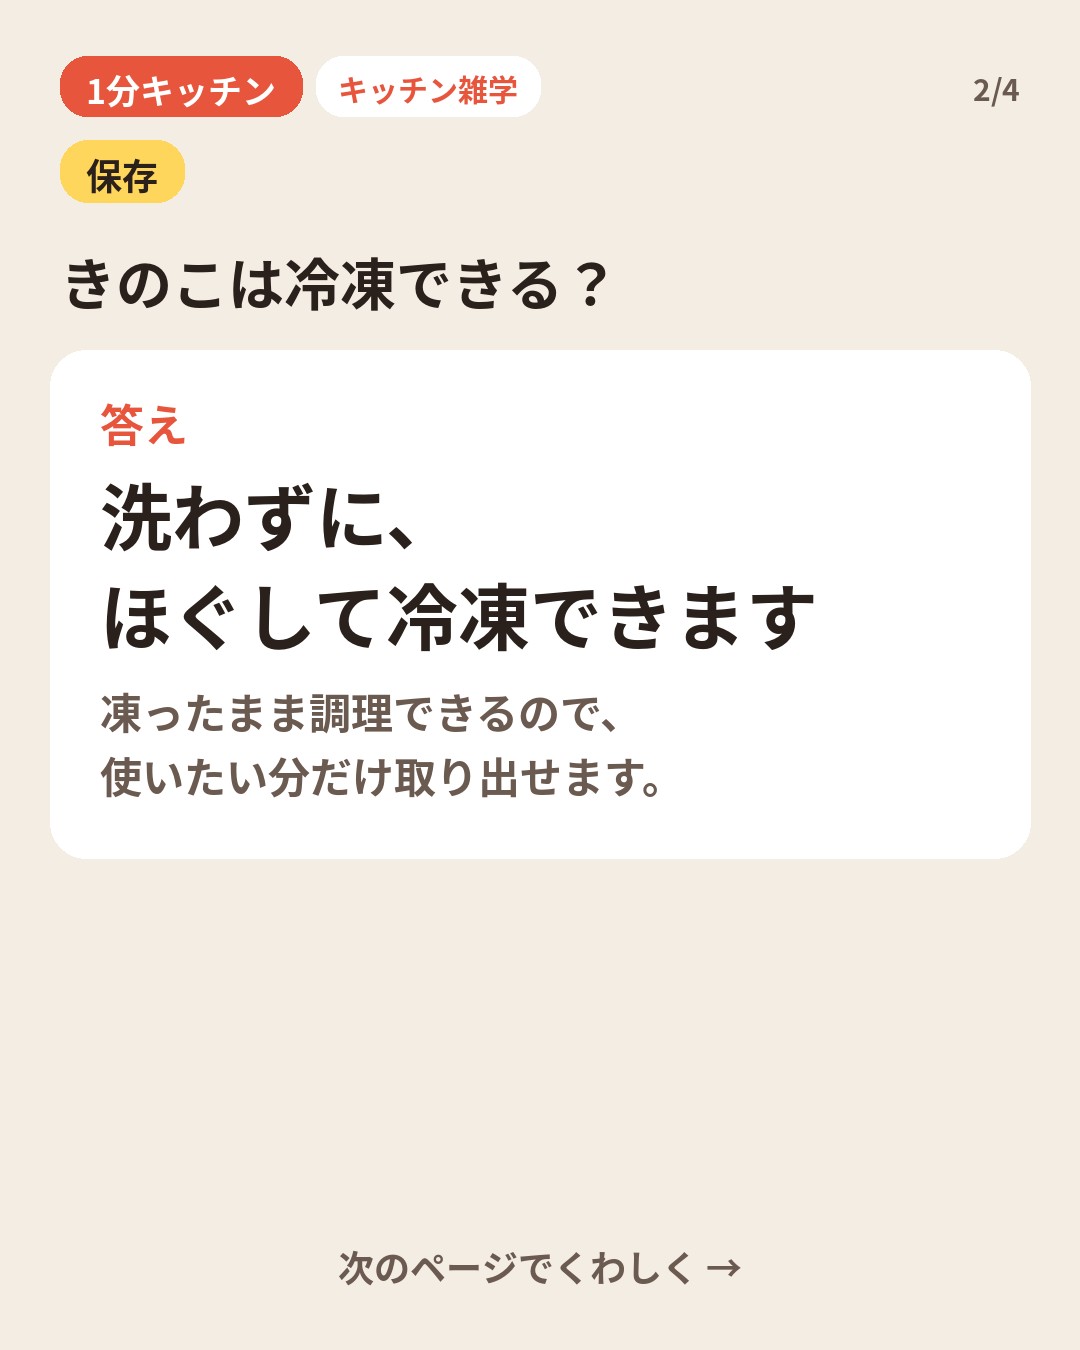 1分キッチン キッチン雑学 2/4
保存
きのこは冷凍できる？
答え
洗わずに、
ほぐして冷凍できます
凍ったまま調理できるので、
使いたい分だけ取り出せます。
次のページでくわしく →